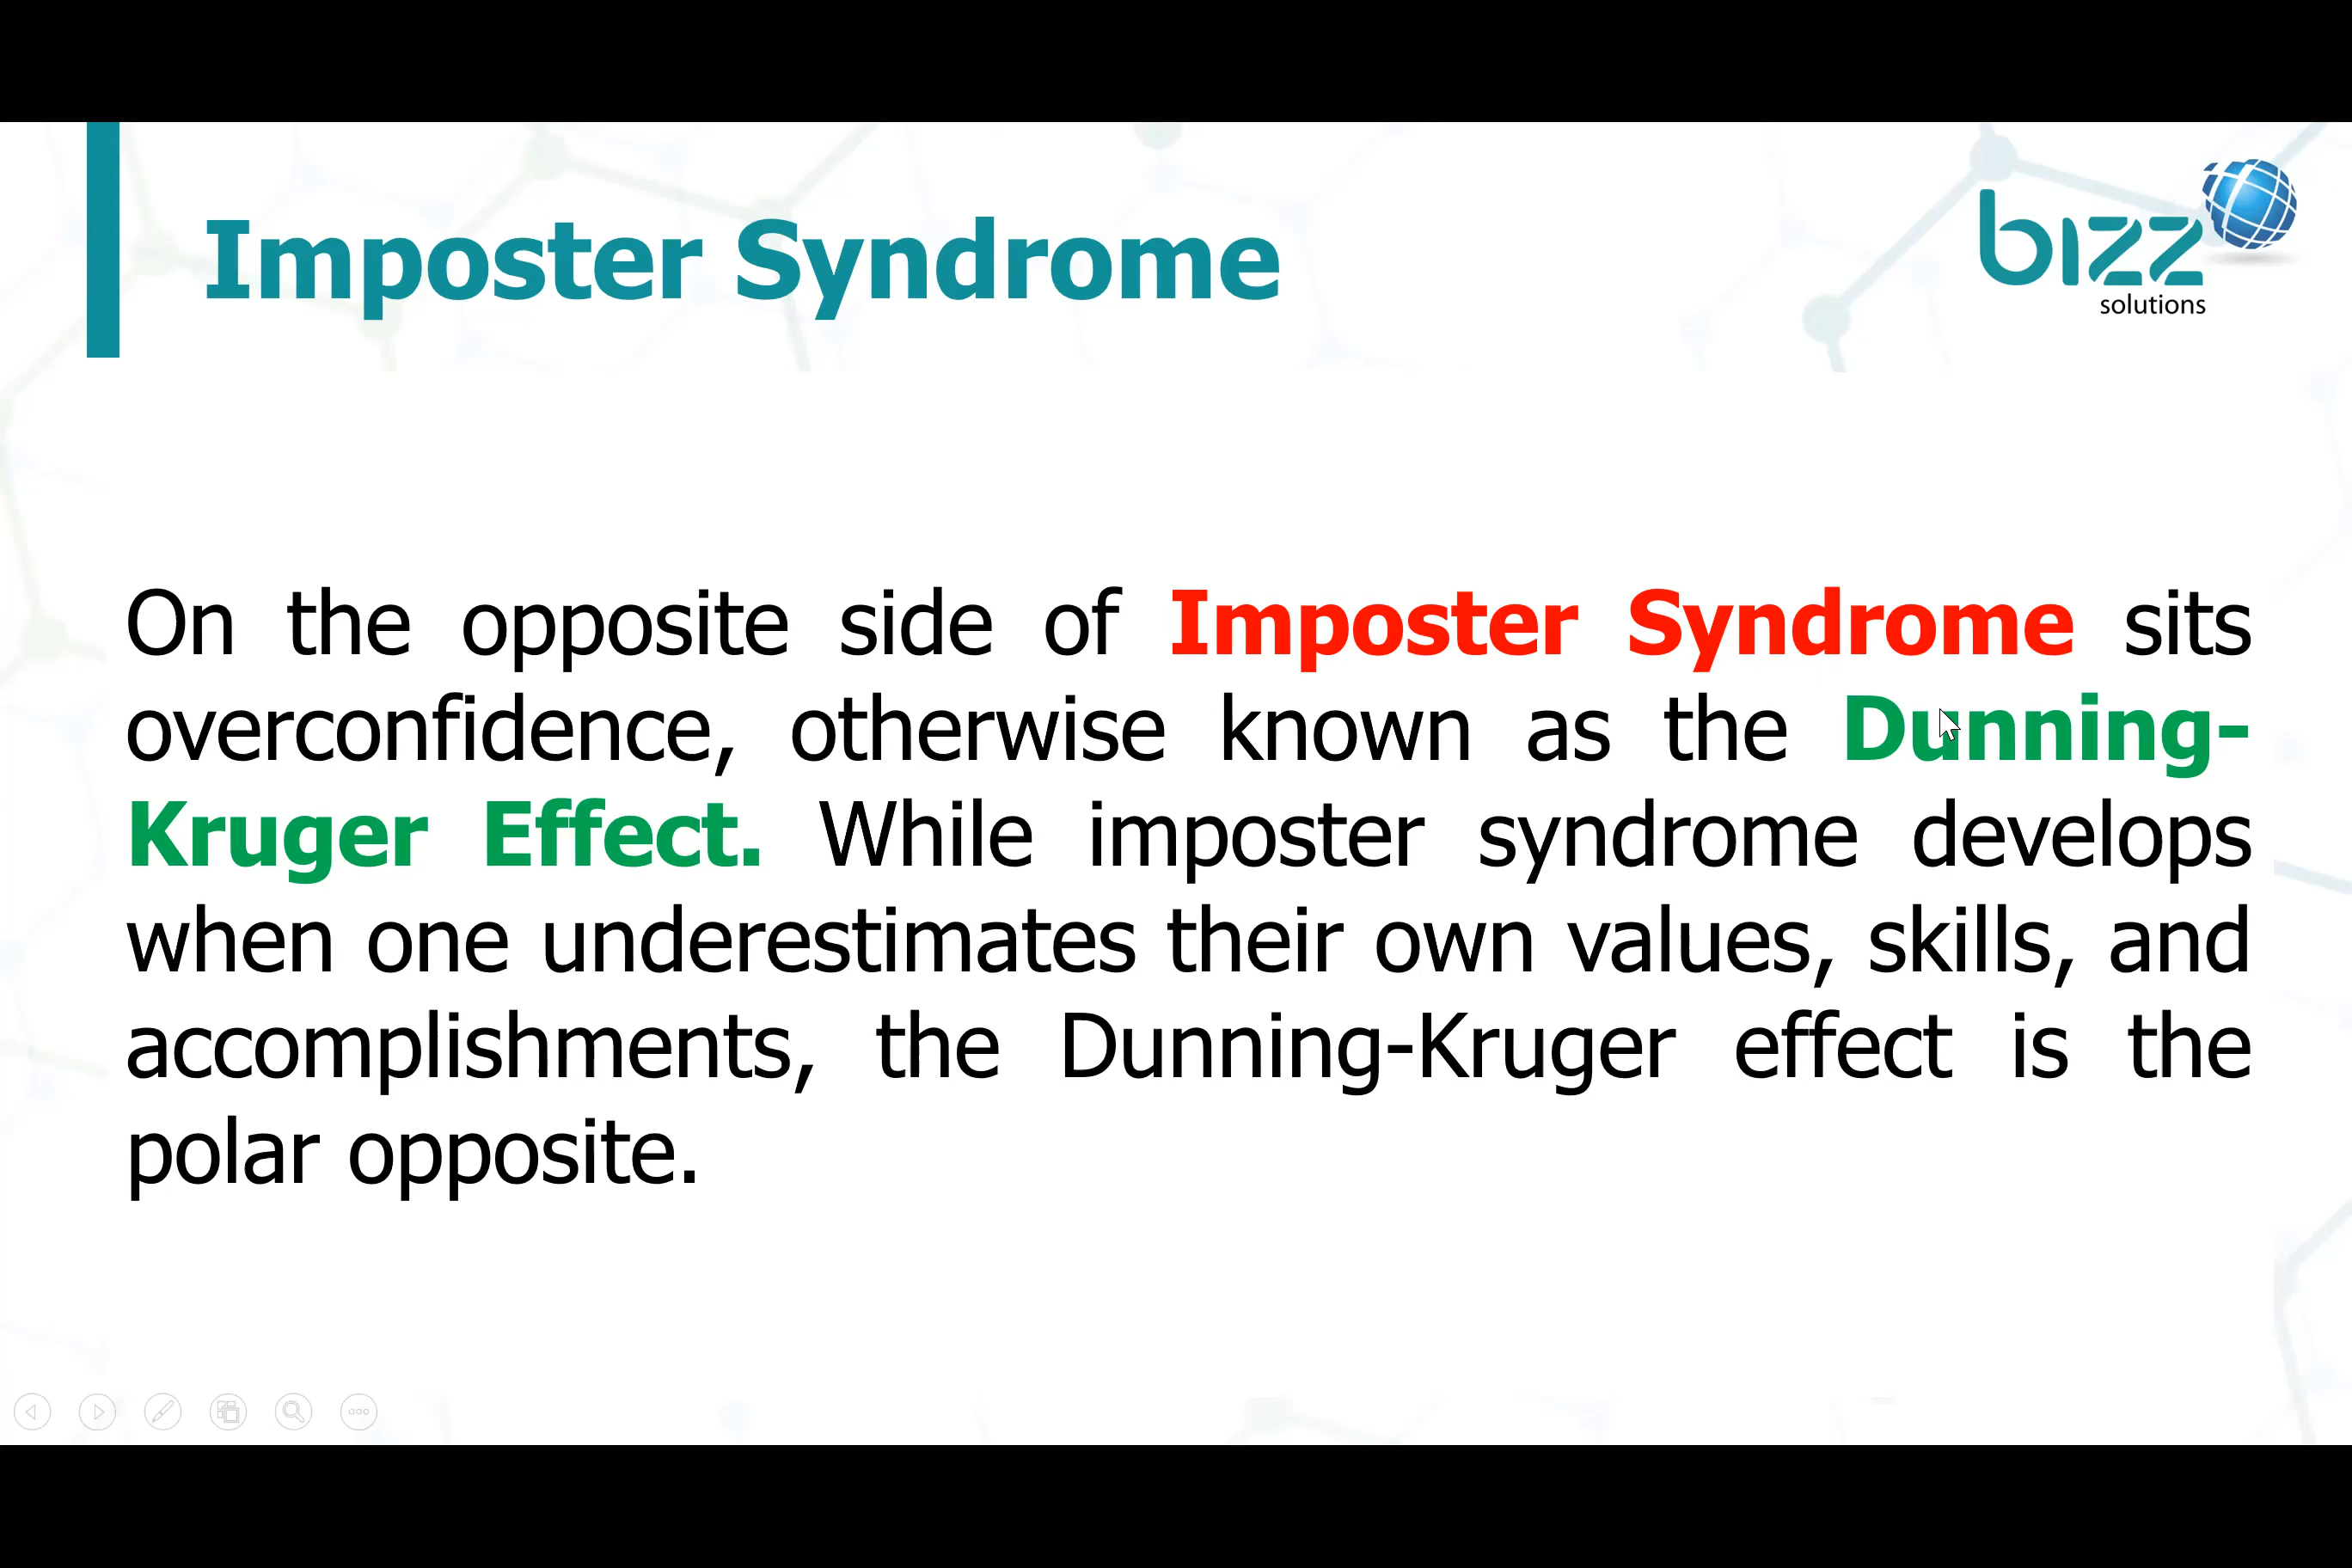 Imposter Syndrome
bizz
solutions
On the opposite side of Imposter Syndrome sits
overconfidence, otherwise known as the Dunning-
Kruger Effect. While imposter syndrome develops
when one underestimates their own values, skills, and
accomplishments, the Dunning-Kruger effect is the
polar opposite.